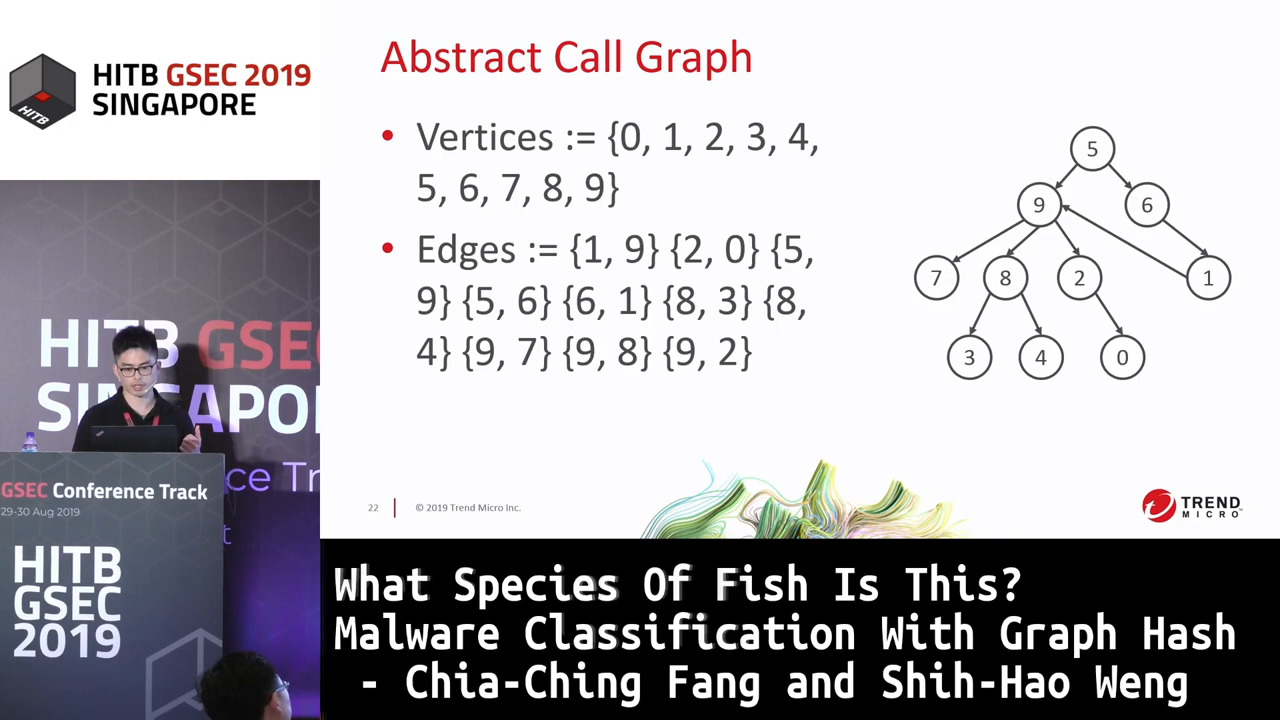 HITB GSEC 2019
SINGAPORE
HITB
Abstract Call Graph
• Vertices := {0, 1, 2, 3, 4,
5, 6, 7, 8, 9}
• Edges := {1, 9} {2, 0} {5,
9} {5, 6} {6, 1} {8, 3} {8,
4} {9, 7} {9, 8} {9, 2}
5
9
6
7
8
2
1
3
4
0
22
© 2019 Trend Micro Inc.
TREND
MICRO
HITB GSEC
SINGAPO
ce Tr
t
GSEC Conference Track
29-30 Aug 2019
HITB
GSEC
2019
What Species Of Fish Is This?
Malware Classification With Graph Hash
- Chia-Ching Fang and Shih-Hao Weng